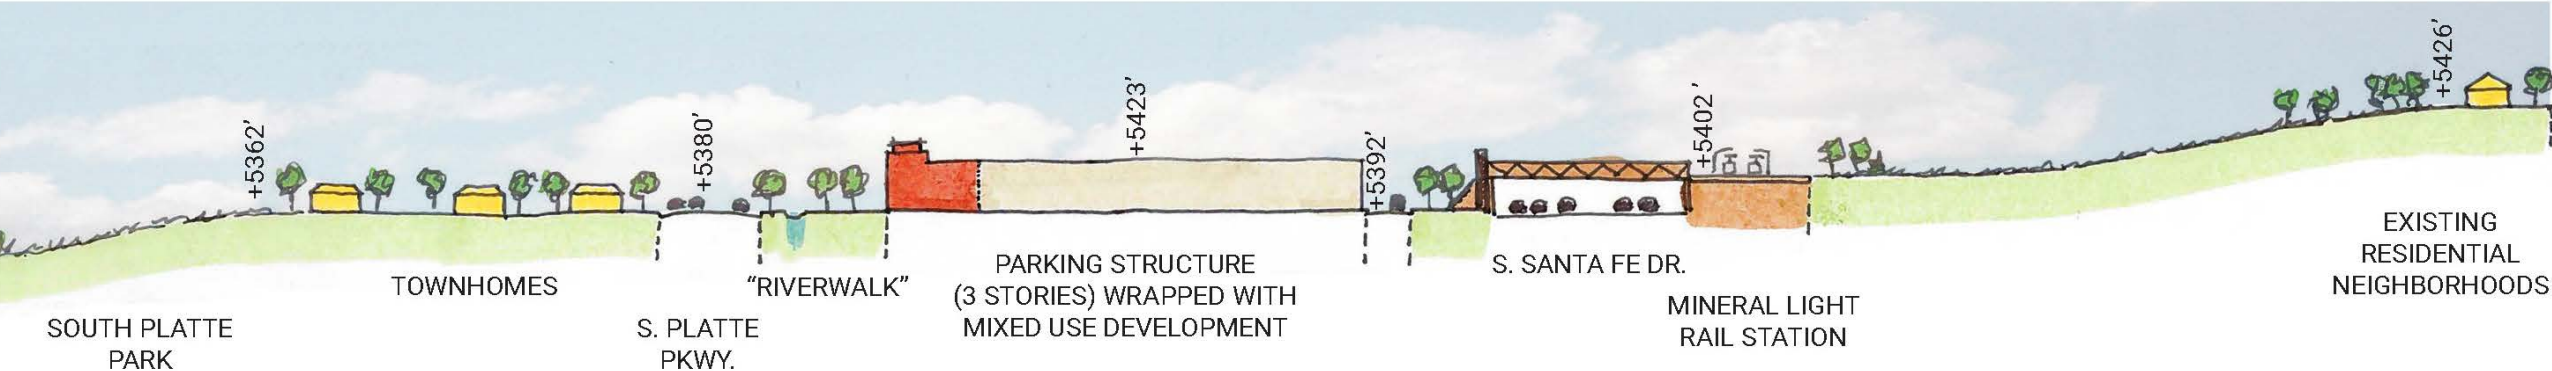 +5362’
+5380’
+5423’
+5392’
+5402 ’
+5426’
SOUTH PLATTE
PARK
TOWNHOMES
S. PLATTE
PKWY.
“RIVERWALK”
PARKING STRUCTURE
(3 STORIES) WRAPPED WITH
MIXED USE DEVELOPMENT
S. SANTA FE DR.
MINERAL LIGHT
RAIL STATION
EXISTING
RESIDENTIAL
NEIGHBORHOODS